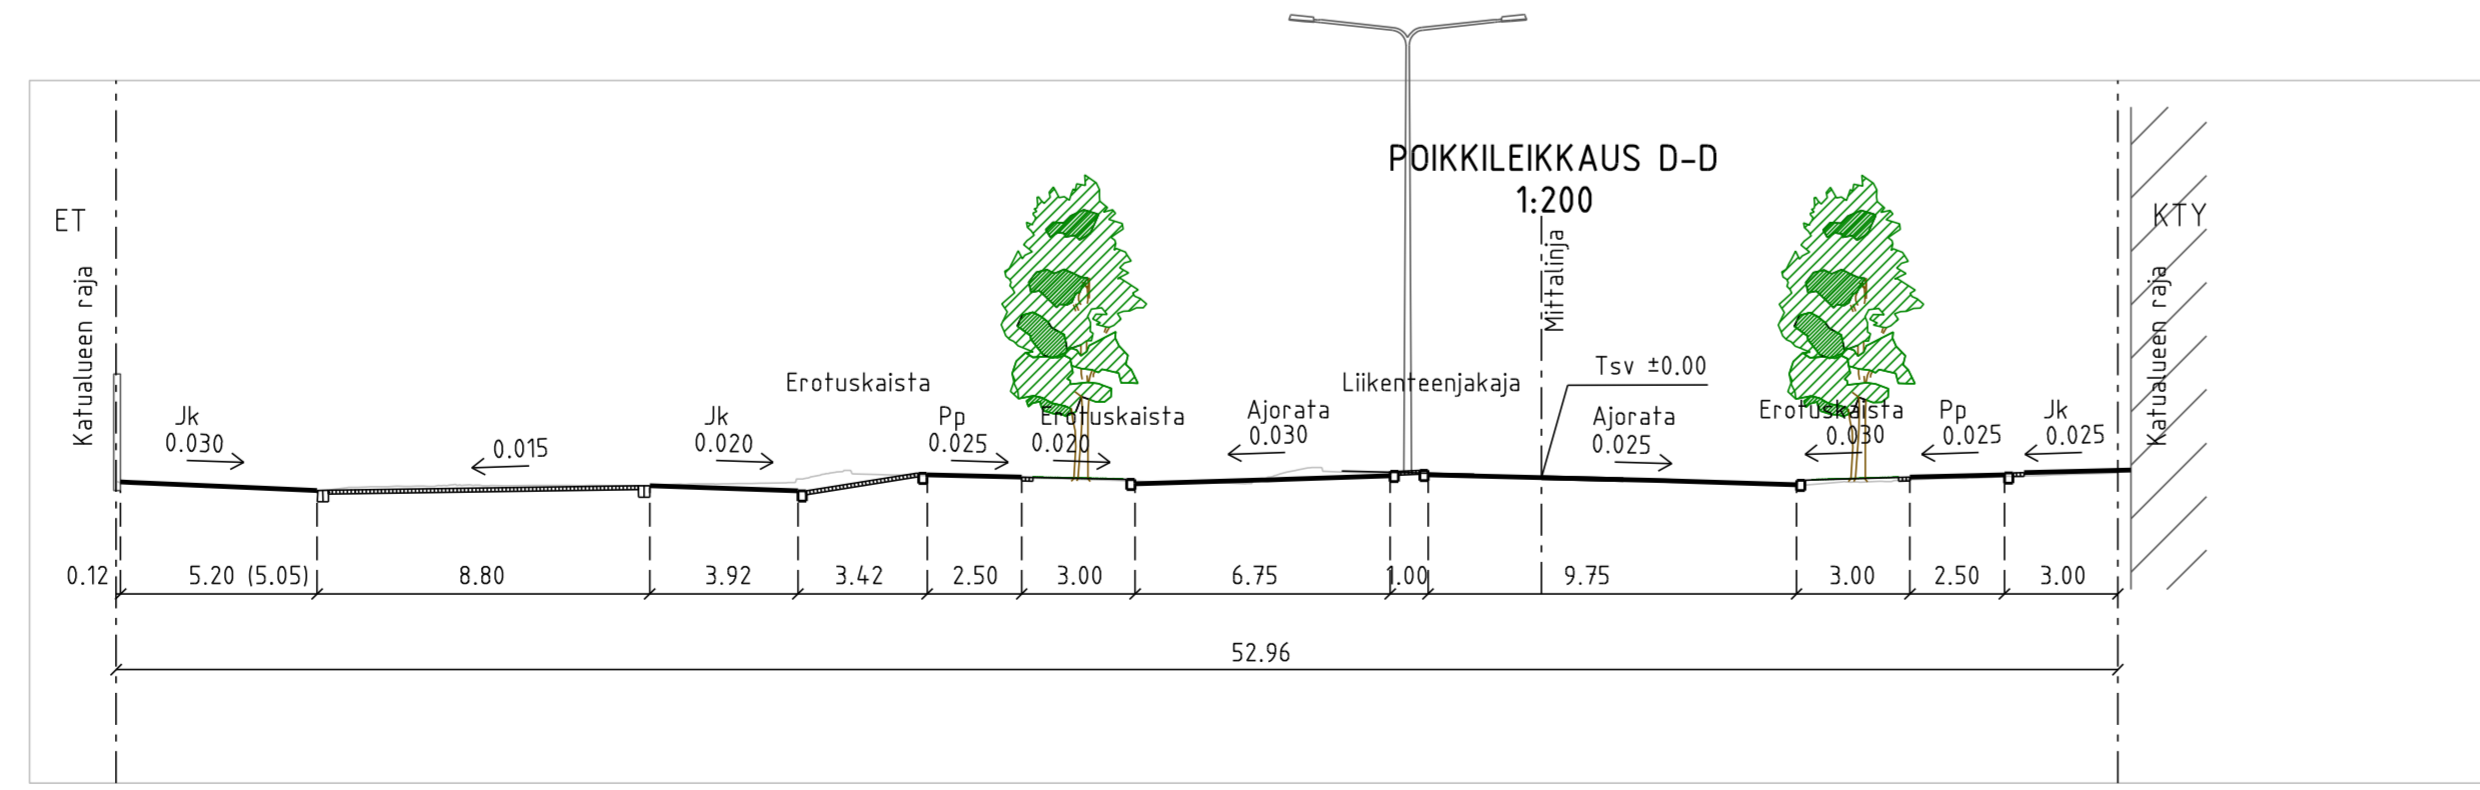 POIKKILEIKKAUS D-D
1:200
ET
KTY
Katualueen raja
Mittalinja
Katualueen raja
Tsv ±0.00
Erotuskaista
Liikenteenjakaja
Jk
0.030
0.015
Jk
0.020
Pp
0.025
Erotuskaista
0.020
Ajorata
0.030
Ajorata
0.025
Erotuskaista
0.030
Pp
0.025
Jk
0.025
0.12 5.20 (5.05) 8.80 3.92 3.42 2.50 3.00 6.75 1.00 9.75 3.00 2.50 3.00
52.96